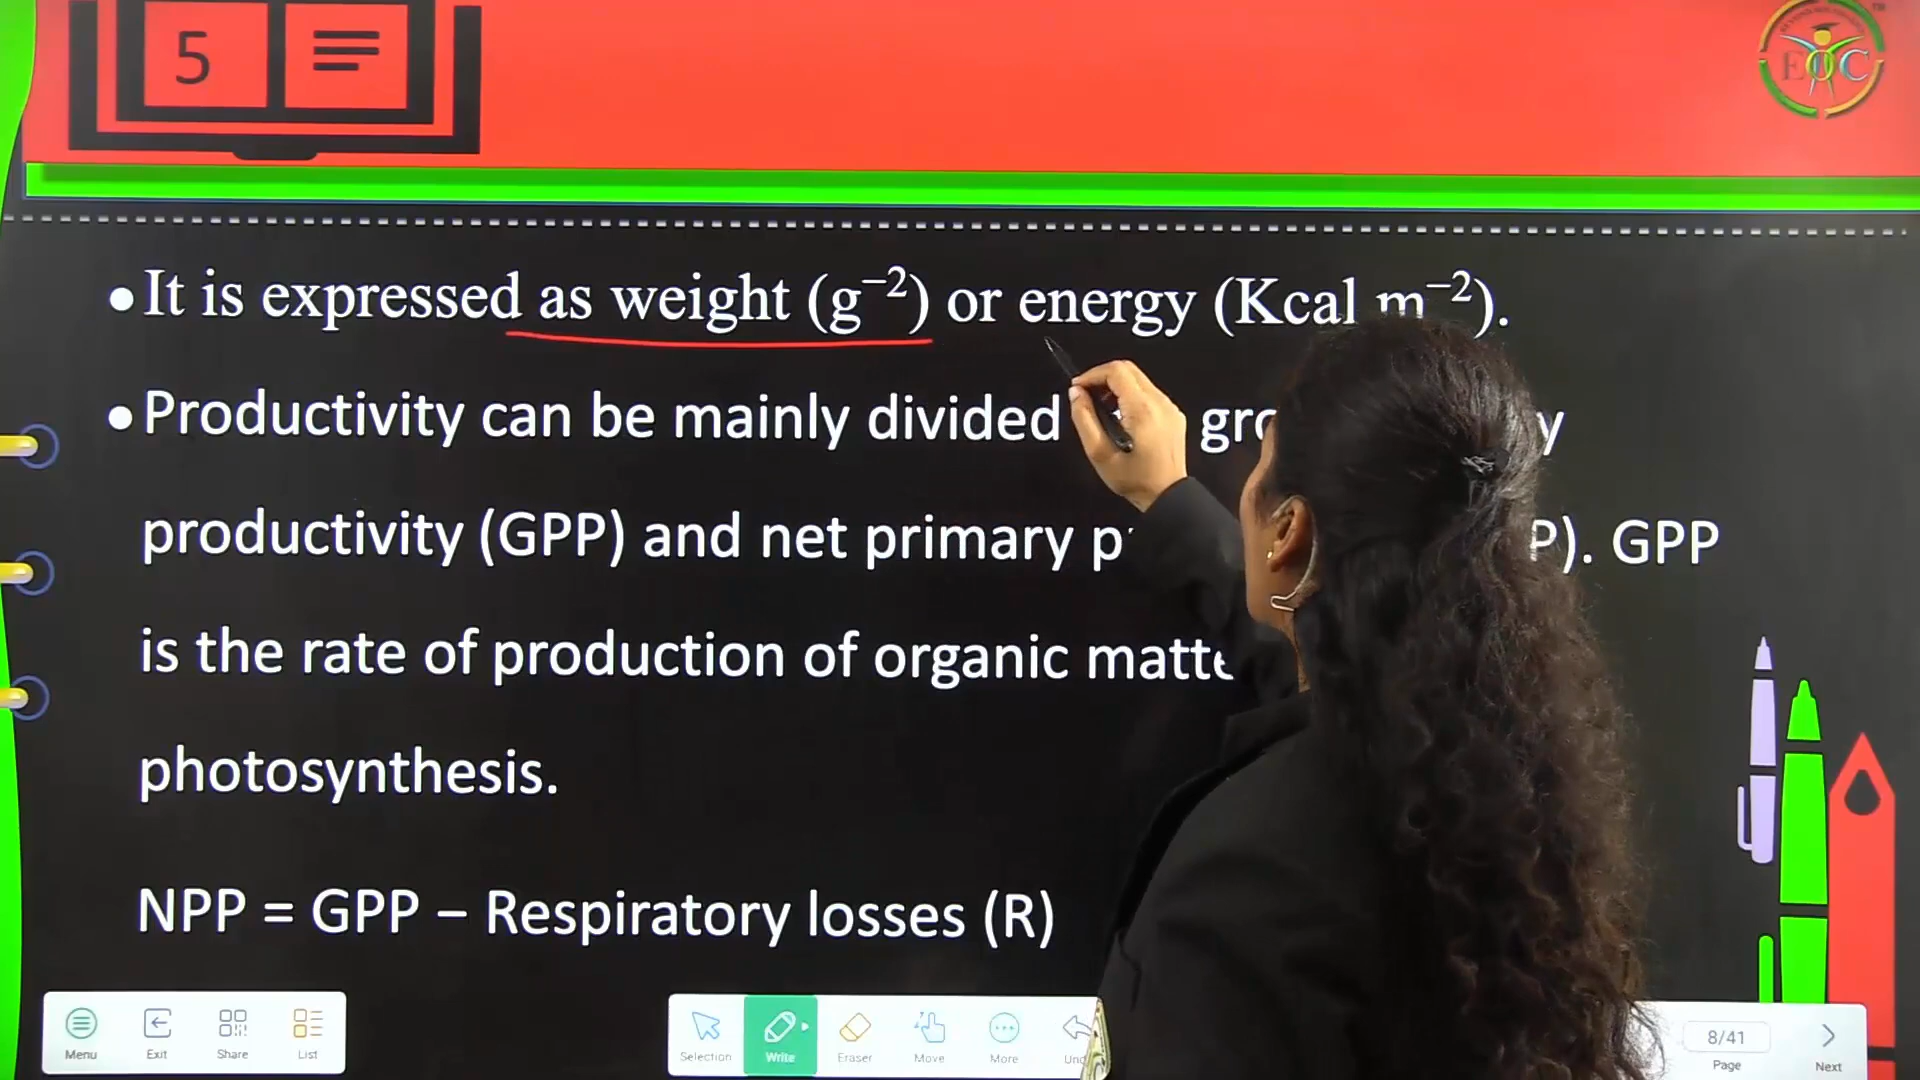 5
EOC
• It is expressed as weight (g⁻²) or energy (Kcal m⁻²).
• Productivity can be mainly divided
productivity (GPP) and net primary P). GPP
is the rate of production of organic
photosynthesis.
NPP = GPP – Respiratory losses (R)
Menu Exit Share List Selection Write Eraser Move More 8/41 Page Next